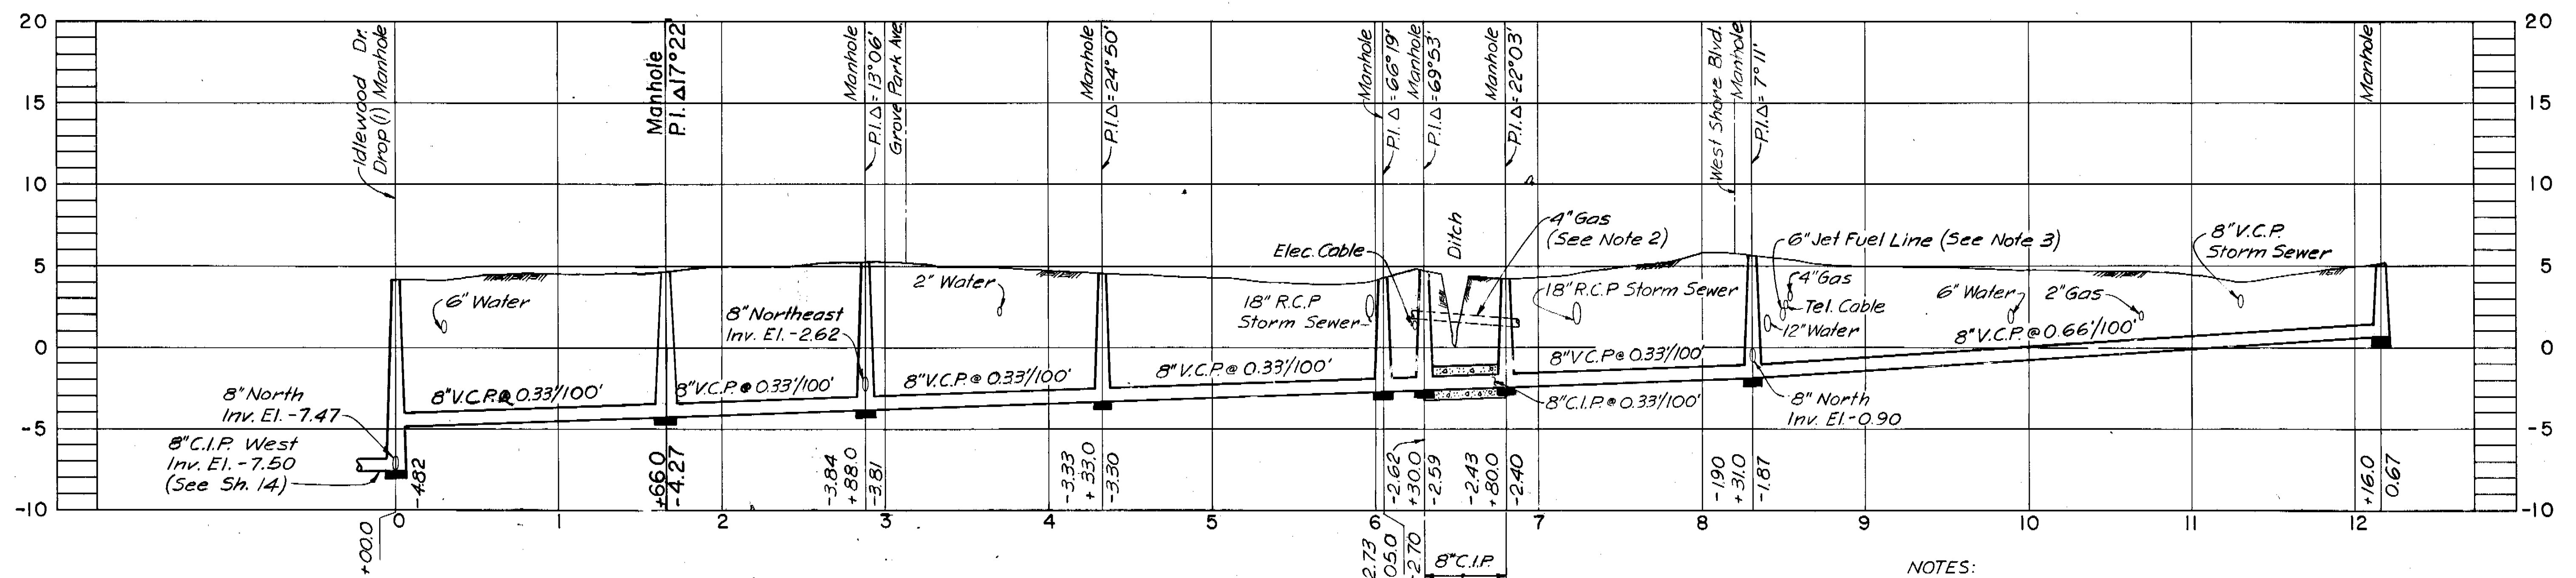 20
15
10
5
0
-5
-10
Idlewood Dr.
Drop (1) Manhole
Manhole
P.I. Δ17°22'
Manhole
P.I. Δ = 13°06'
Grove Park Ave.
Manhole
P.I. Δ = 24°50'
Manhole
P.I. Δ = 66°19'
Manhole
P.I. Δ = 69°53'
Manhole
P.I. Δ = 22°03'
West Shore Blvd.
Manhole
P.I. Δ = 7°11'
Manhole
20
15
10
5
0
-5
-10
6" Water
8" Northeast
Inv. El. -2.62
2" Water
18" R.C.P
Storm Sewer
Elec. Cable
Ditch
4" Gas
(See Note 2)
18" R.C.P Storm Sewer
6" Jet Fuel Line (See Note 3)
4" Gas
Tel. Cable
12" Water
6" Water
2" Gas
8" V.C.P.
Storm Sewer
8" V.C.P. @ 0.33'/100'
8" V.C.P. @ 0.33'/100'
8" V.C.P. @ 0.33'/100'
8" V.C.P. @ 0.33'/100'
8" C.I.P. @ 0.33'/100'
8" V.C.P. @ 0.33'/100'
8" V.C.P. @ 0.66'/100'
8" North
Inv. El. -7.47
8" C.I.P. West
Inv. El. -7.50
(See Sh. 14)
8" North
Inv. El. -0.90
+00.0
-4.82
+66.0
-4.27
-3.84
+88.0
-3.81
-3.33
+33.0
-3.30
2.73
05.0
-2.70
-2.62
+30.0
-2.59
-2.43
+80.0
-2.40
-1.90
+31.0
-1.87
+16.0
0.67
0 1 2 3 4 5 6 7 8 9 10 11 12
8" C.I.P.
NOTES: